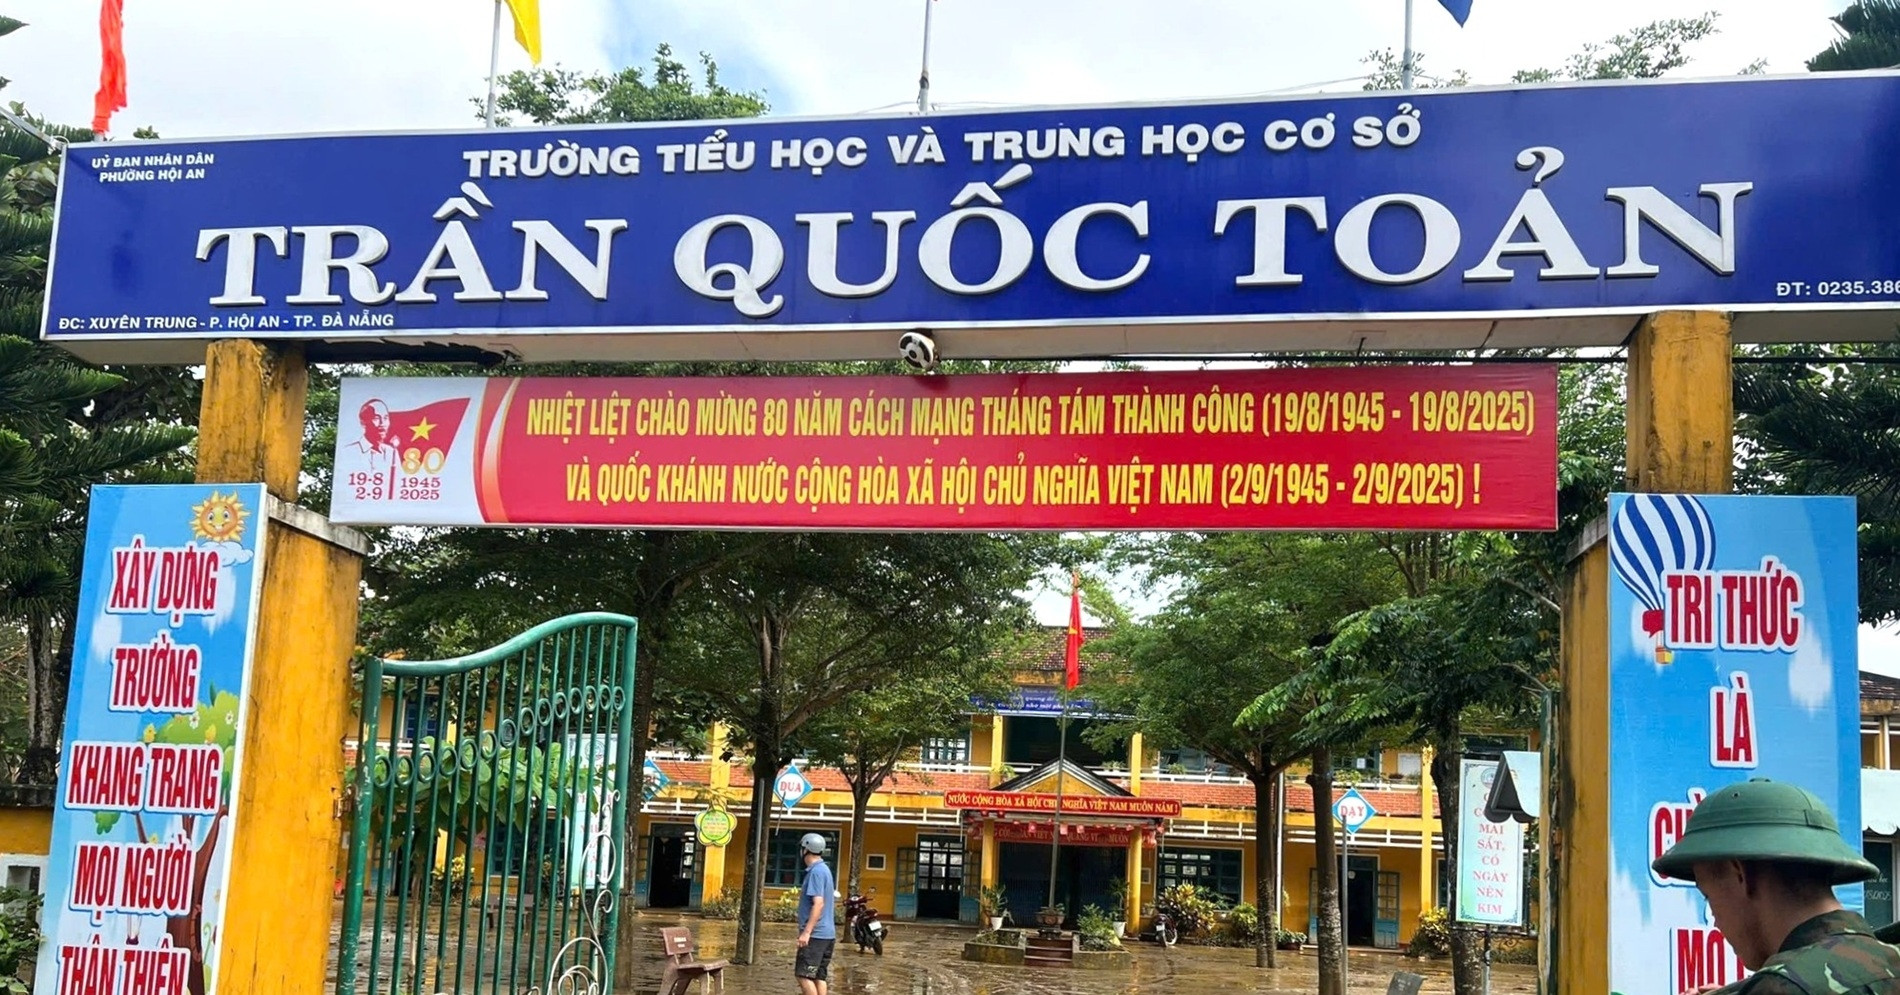 UỶ BAN NHÂN DÂN
PHƯỜNG HỘI AN
TRƯỜNG TIỂU HỌC VÀ TRUNG HỌC CƠ SỞ
TRẦN QUỐC TOẢN
ĐC: XUYÊN TRUNG - P. HỘI AN - TP. ĐÀ NẴNG
ĐT: 0235.386
NHIỆT LIỆT CHÀO MỪNG 80 NĂM CÁCH MẠNG THÁNG TÁM THÀNH CÔNG (19/8/1945 - 19/8/2025)
VÀ QUỐC KHÁNH NƯỚC CỘNG HÒA XÃ HỘI CHỦ NGHĨA VIỆT NAM (2/9/1945 - 2/9/2025) !
80
19-8 1945
2-9 2025
XÂY DỰNG
TRƯỜNG
KHANG TRANG
MỌI NGƯỜI
THÂN THIỆN
TRI THỨC
LÀ
NƯỚC CỘNG HÒA XÃ HỘI CHỦ NGHĨA VIỆT NAM MUÔN NĂM !
ĐUA
DẠY
MÀI
SẮT,
CÓ
NGÀY
NÊN
KIM